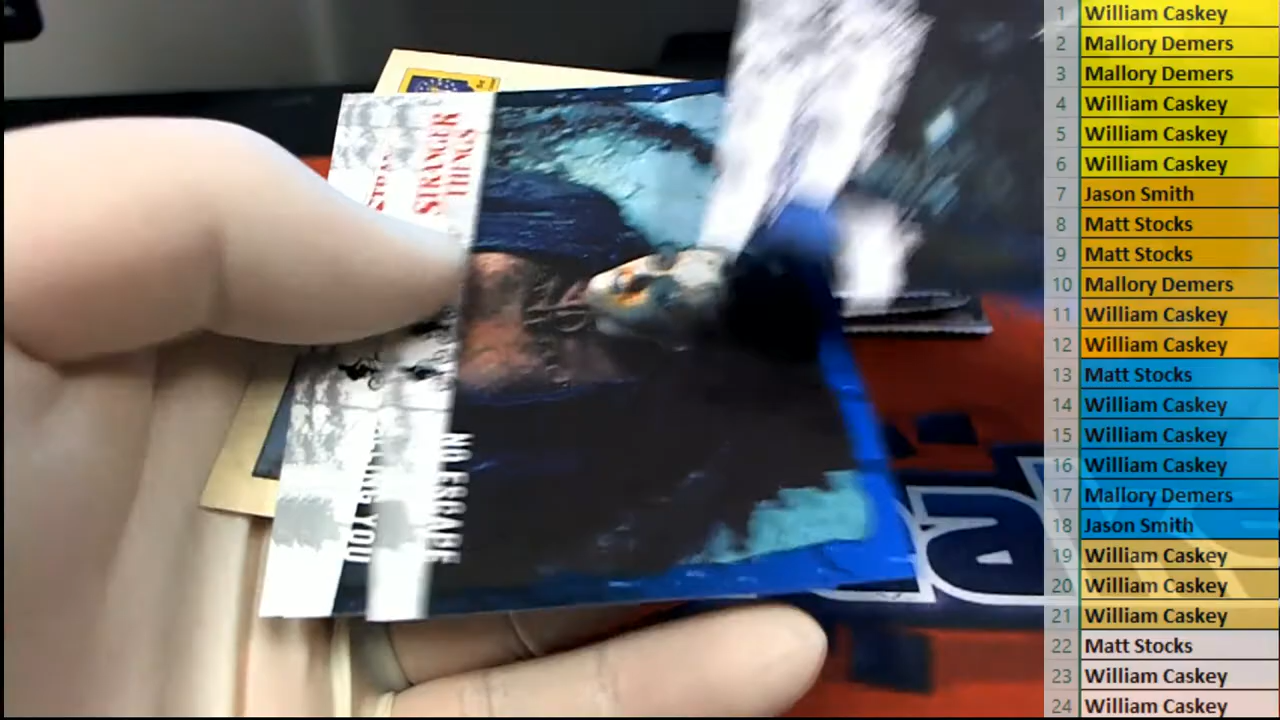 STRANGER
THINGS
NO ESCAPE
YOU
1 William Caskey
2 Mallory Demers
3 Mallory Demers
4 William Caskey
5 William Caskey
6 William Caskey
7 Jason Smith
8 Matt Stocks
9 Matt Stocks
10 Mallory Demers
11 William Caskey
12 William Caskey
13 Matt Stocks
14 William Caskey
15 William Caskey
16 William Caskey
17 Mallory Demers
18 Jason Smith
19 William Caskey
20 William Caskey
21 William Caskey
22 Matt Stocks
23 William Caskey
24 William Caskey